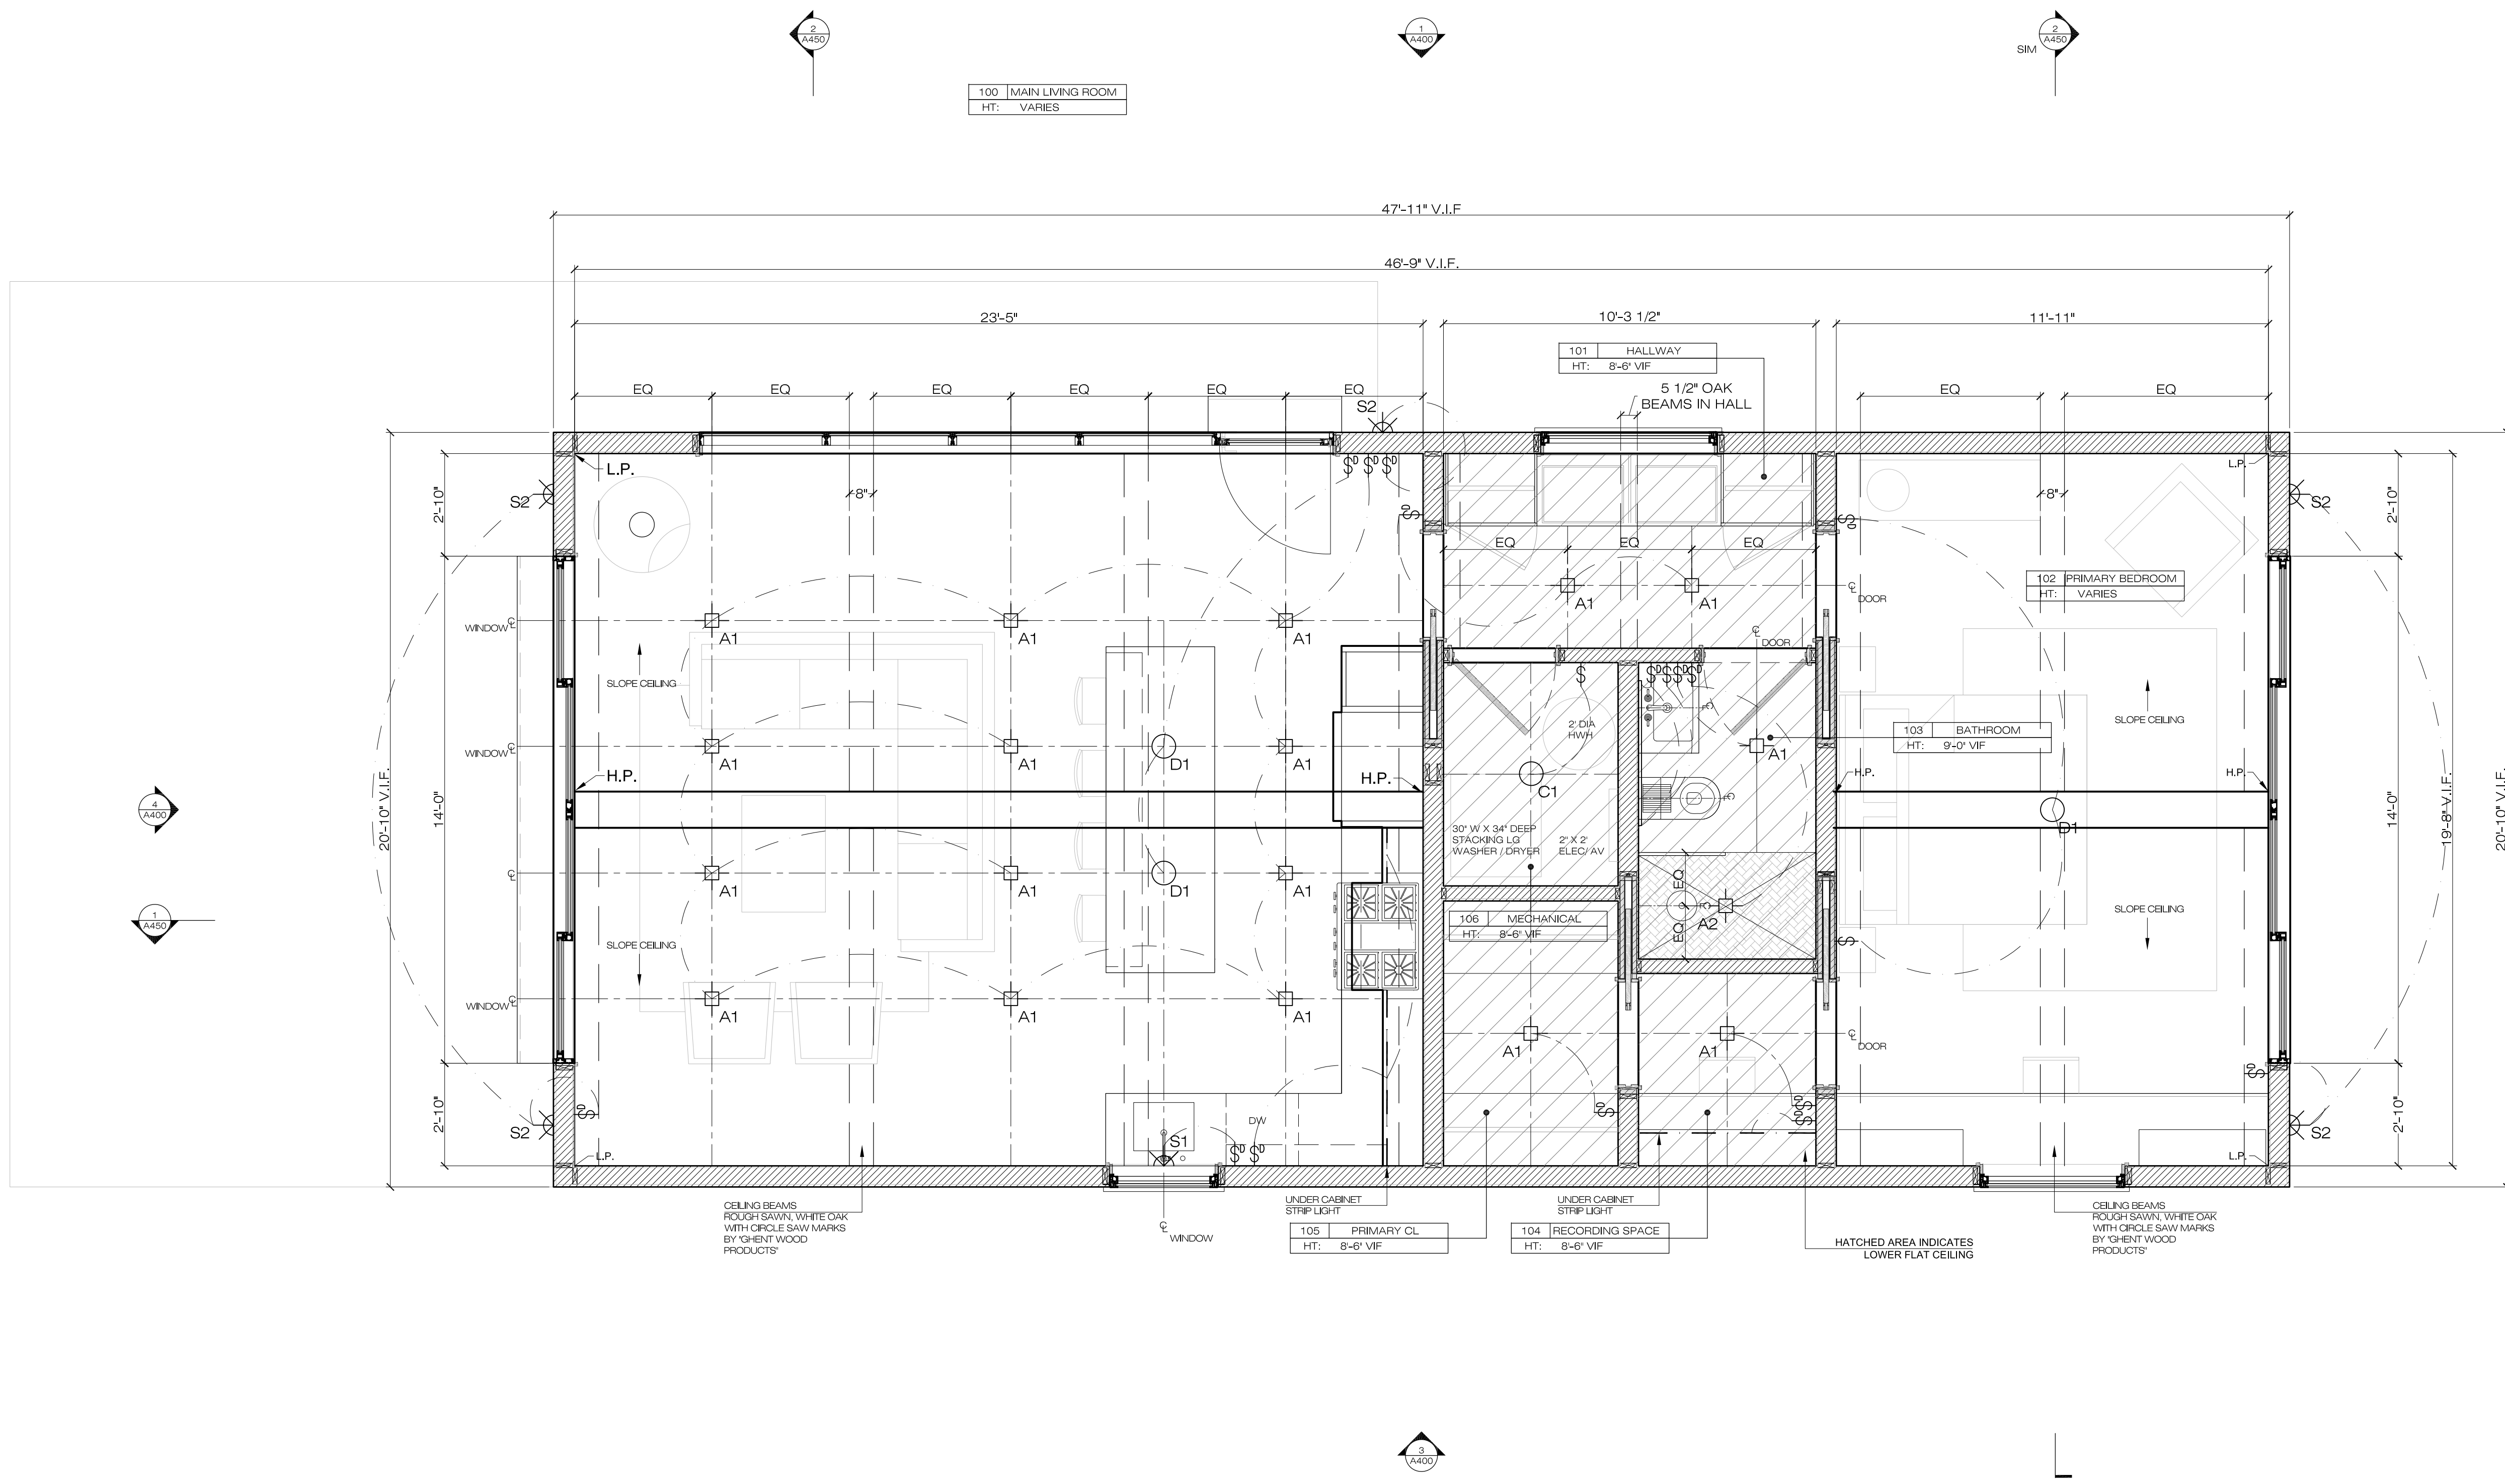 2
A450
1
A400
SIM
2
A450
100 MAIN LIVING ROOM
HT: VARIES
47'-11" V.I.F
46'-9" V.I.F.
23'-5"
10'-3 1/2"
11'-11"
101 HALLWAY
HT: 8'-6" VIF
5 1/2" OAK
BEAMS IN HALL
EQ
EQ
EQ
EQ
EQ
EQ
EQ
EQ
S2
L.P.
L.P.
S2
8"
8"
S2
2'-10"
2'-10"
$D $D $D
$D
$D
EQ
EQ
EQ
A1
A1
℄
DOOR
102 PRIMARY BEDROOM
HT: VARIES
WINDOW ℄
A1
A1
A1
℄
DOOR
SLOPE CEILING
$
$D $ $D $D
2' DIA
HWH
SLOPE CEILING
103 BATHROOM
HT: 9'-0" VIF
WINDOW ℄
A1
A1
D1
A1
A1
H.P.
H.P.
C1
H.P.
H.P.
4
A400
20'-10" V.I.F.
14'-0"
14'-0"
19'-8" V.I.F.
20'-10" V.I.F.
D1
30" W X 34" DEEP
STACKING LG
WASHER / DRYER
2" X 2'
ELEC/ AV
℄
A1
A1
D1
A1
EQ
EQ
A2
1
A450
106 MECHANICAL
HT: 8'-6" VIF
SLOPE CEILING
SLOPE CEILING
$D
WINDOW ℄
A1
A1
A1
A1
A1
℄
DOOR
$D
2'-10"
2'-10"
$D
S2
DW
S1
$D $D
$D
$D
$D
S2
L.P.
L.P.
CEILING BEAMS
ROUGH SAWN, WHITE OAK
WITH CIRCLE SAW MARKS
BY "GHENT WOOD
PRODUCTS"
℄
WINDOW
UNDER CABINET
STRIP LIGHT
105 PRIMARY CL
HT: 8'-6" VIF
UNDER CABINET
STRIP LIGHT
104 RECORDING SPACE
HT: 8'-6" VIF
HATCHED AREA INDICATES
LOWER FLAT CEILING
CEILING BEAMS
ROUGH SAWN, WHITE OAK
WITH CIRCLE SAW MARKS
BY "GHENT WOOD
PRODUCTS"
3
A400